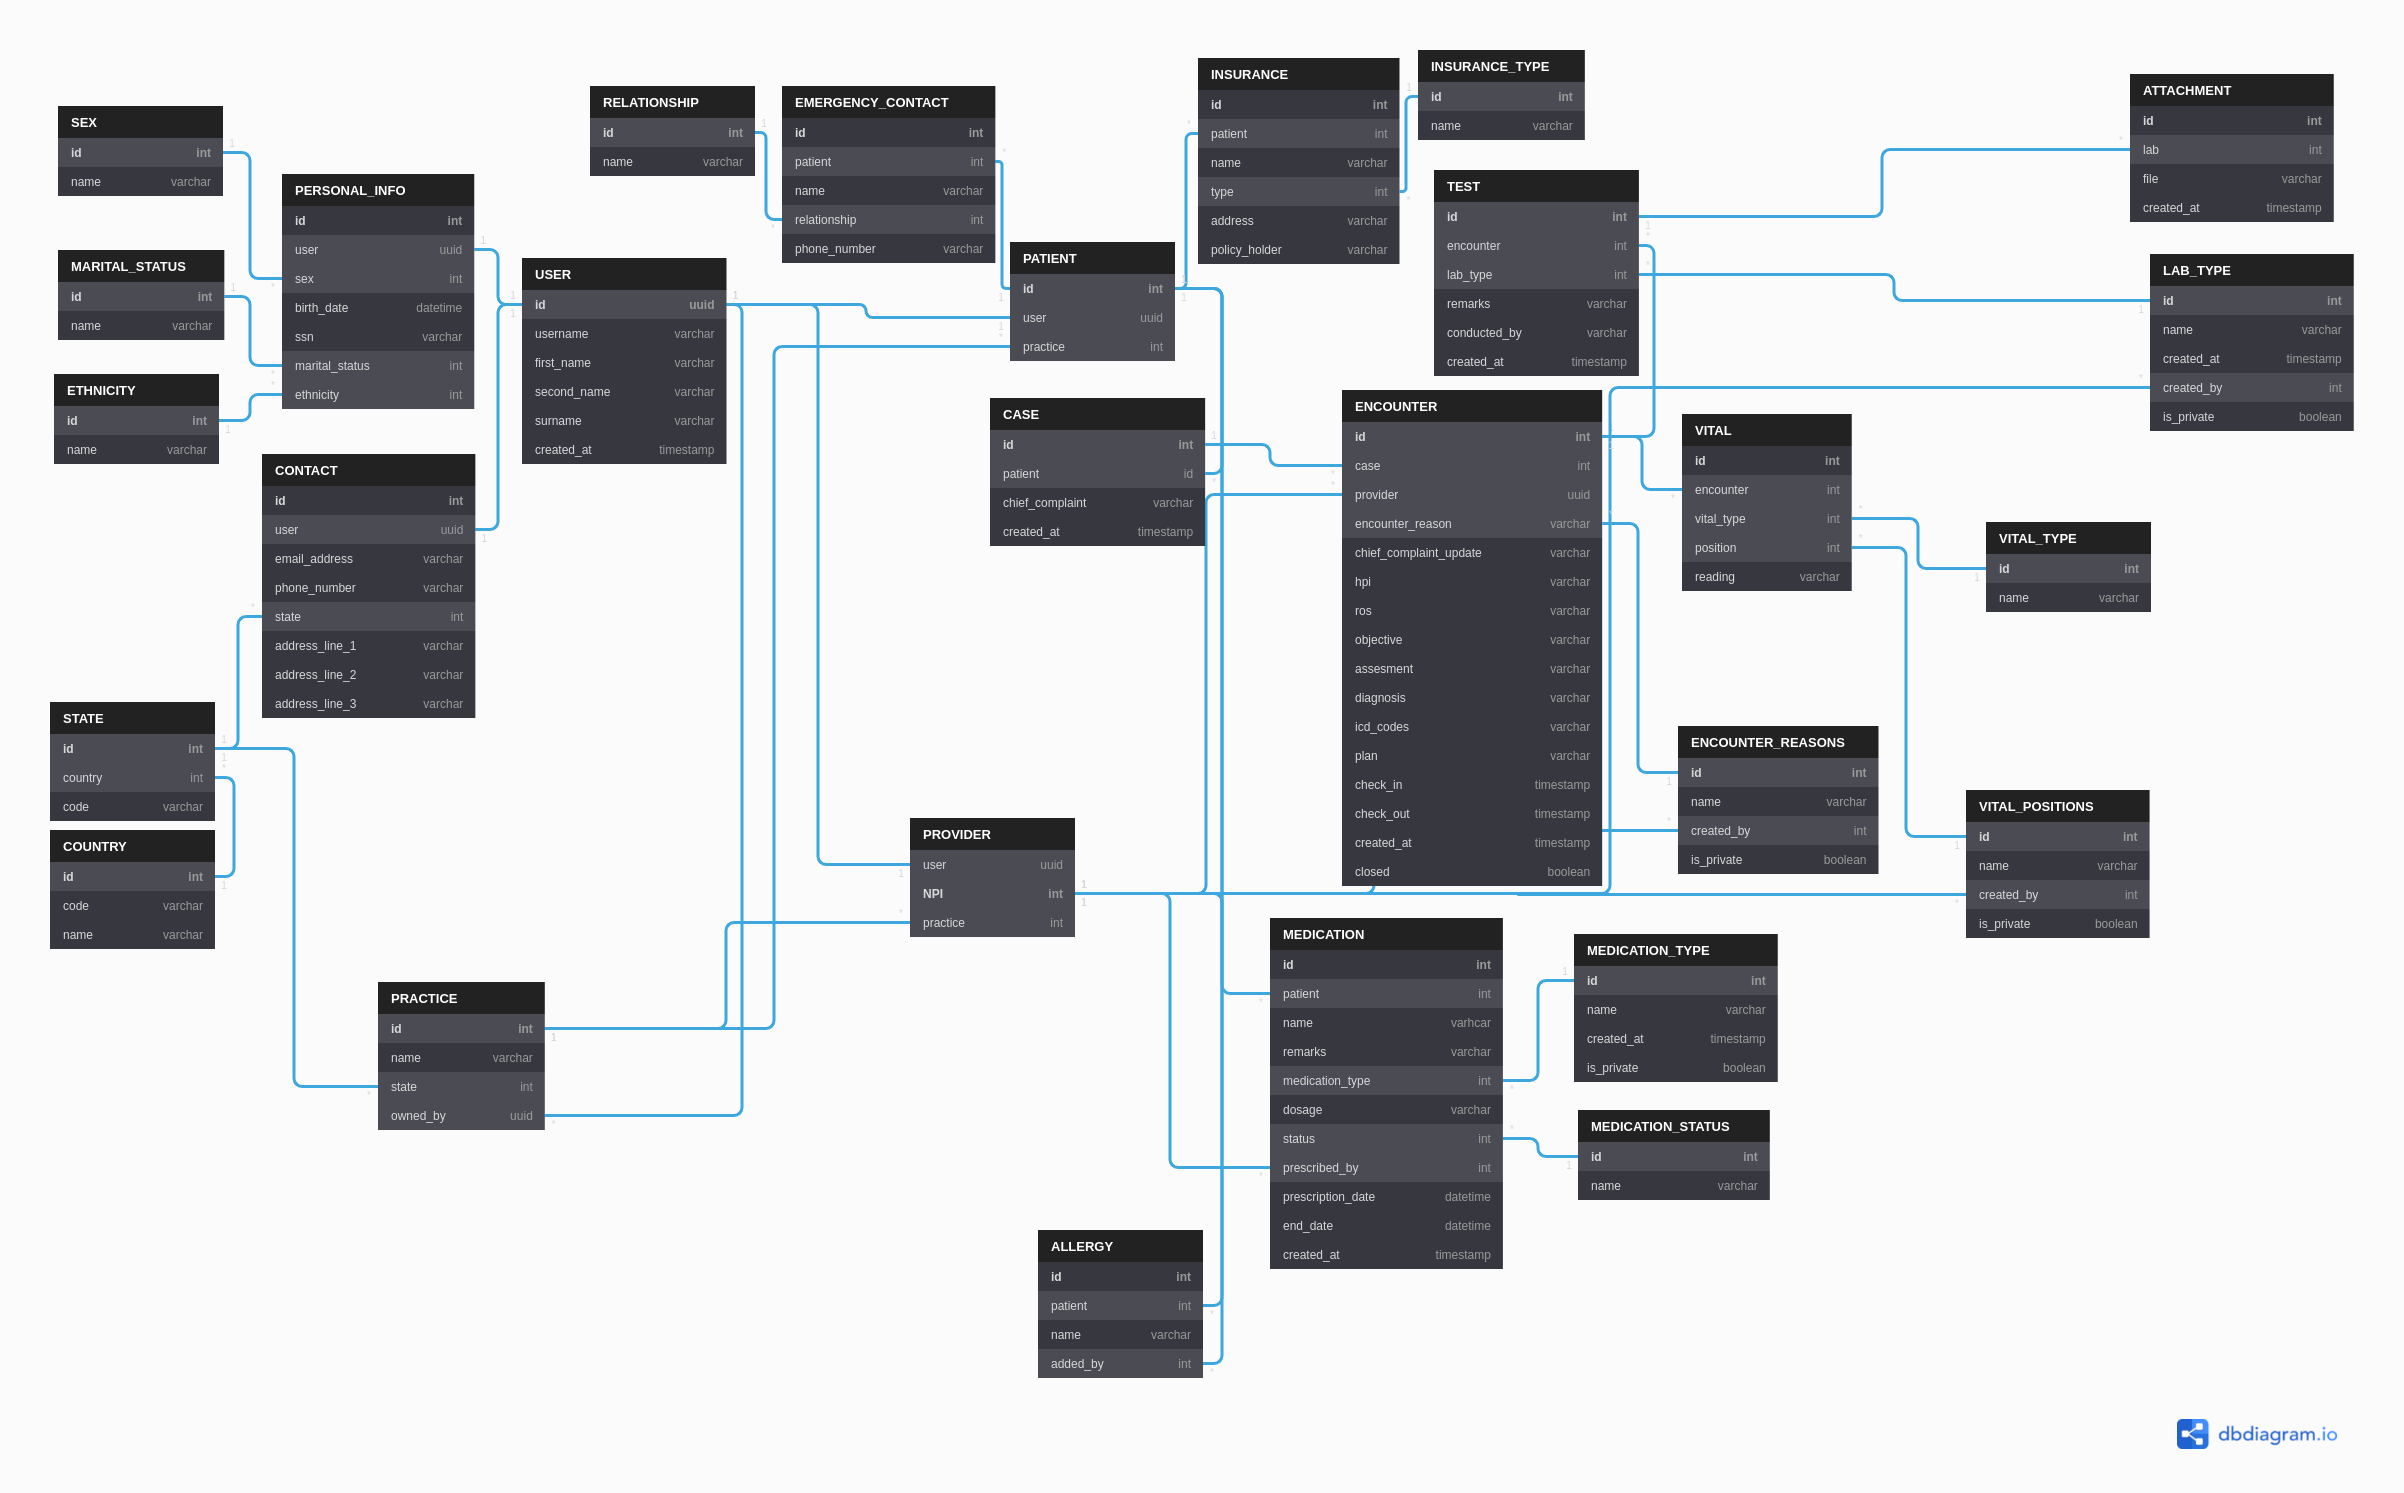 SEX
id int
name varchar
MARITAL_STATUS
id int
name varchar
ETHNICITY
id int
name varchar
PERSONAL_INFO
id int
user uuid
sex int
birth_date datetime
ssn varchar
marital_status int
ethnicity int
CONTACT
id int
user uuid
email_address varchar
phone_number varchar
state int
address_line_1 varchar
address_line_2 varchar
address_line_3 varchar
STATE
id int
country int
code varchar
COUNTRY
id int
code varchar
name varchar
USER
id uuid
username varchar
first_name varchar
second_name varchar
surname varchar
created_at timestamp
PRACTICE
id int
name varchar
state int
owned_by uuid
RELATIONSHIP
id int
name varchar
EMERGENCY_CONTACT
id int
patient int
name varchar
relationship int
phone_number varchar
PATIENT
id int
user uuid
practice int
CASE
id int
patient id
chief_complaint varchar
created_at timestamp
PROVIDER
user uuid
NPI int
practice int
ALLERGY
id int
patient int
name varchar
added_by int
INSURANCE
id int
patient int
name varchar
type int
address varchar
policy_holder varchar
INSURANCE_TYPE
id int
name varchar
TEST
id int
encounter int
lab_type int
remarks varchar
conducted_by varchar
created_at timestamp
ENCOUNTER
id int
case int
provider uuid
encounter_reason varchar
chief_complaint_update varchar
hpi varchar
ros varchar
objective varchar
assesment varchar
diagnosis varchar
icd_codes varchar
plan varchar
check_in timestamp
check_out timestamp
created_at timestamp
closed boolean
MEDICATION
id int
patient int
name varhcar
remarks varchar
medication_type int
dosage varchar
status int
prescribed_by int
prescription_date datetime
end_date datetime
created_at timestamp
MEDICATION_TYPE
id int
name varchar
created_at timestamp
is_private boolean
MEDICATION_STATUS
id int
name varchar
VITAL
id int
encounter int
vital_type int
position int
reading varchar
ENCOUNTER_REASONS
id int
name varchar
created_by int
is_private boolean
VITAL_TYPE
id int
name varchar
VITAL_POSITIONS
id int
name varchar
created_by int
is_private boolean
ATTACHMENT
id int
lab int
file varchar
created_at timestamp
LAB_TYPE
id int
name varchar
created_at timestamp
created_by int
is_private boolean
dbdiagram.io